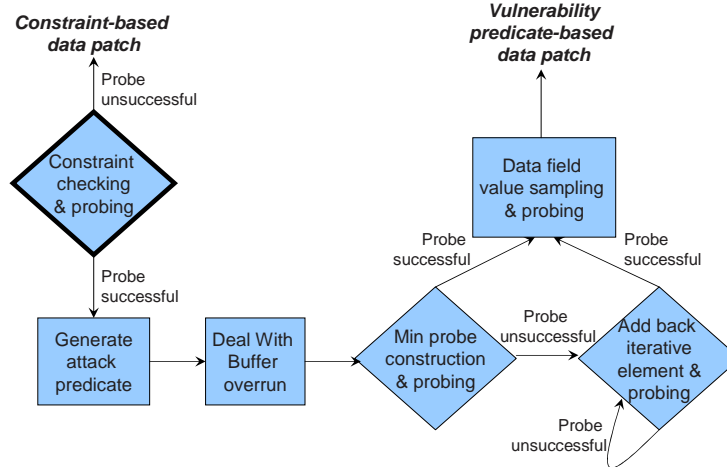 Constraint-based
data patch
Vulnerability
predicate-based
data patch
Probe
unsuccessful
Constraint
checking
& probing
Data field
value sampling
& probing
Probe
successful
Probe
successful
Probe
successful
Generate
attack
predicate
Deal With
Buffer
overrun
Min probe
construction
& probing
Probe
unsuccessful
Add back
iterative
element &
probing
Probe
unsuccessful